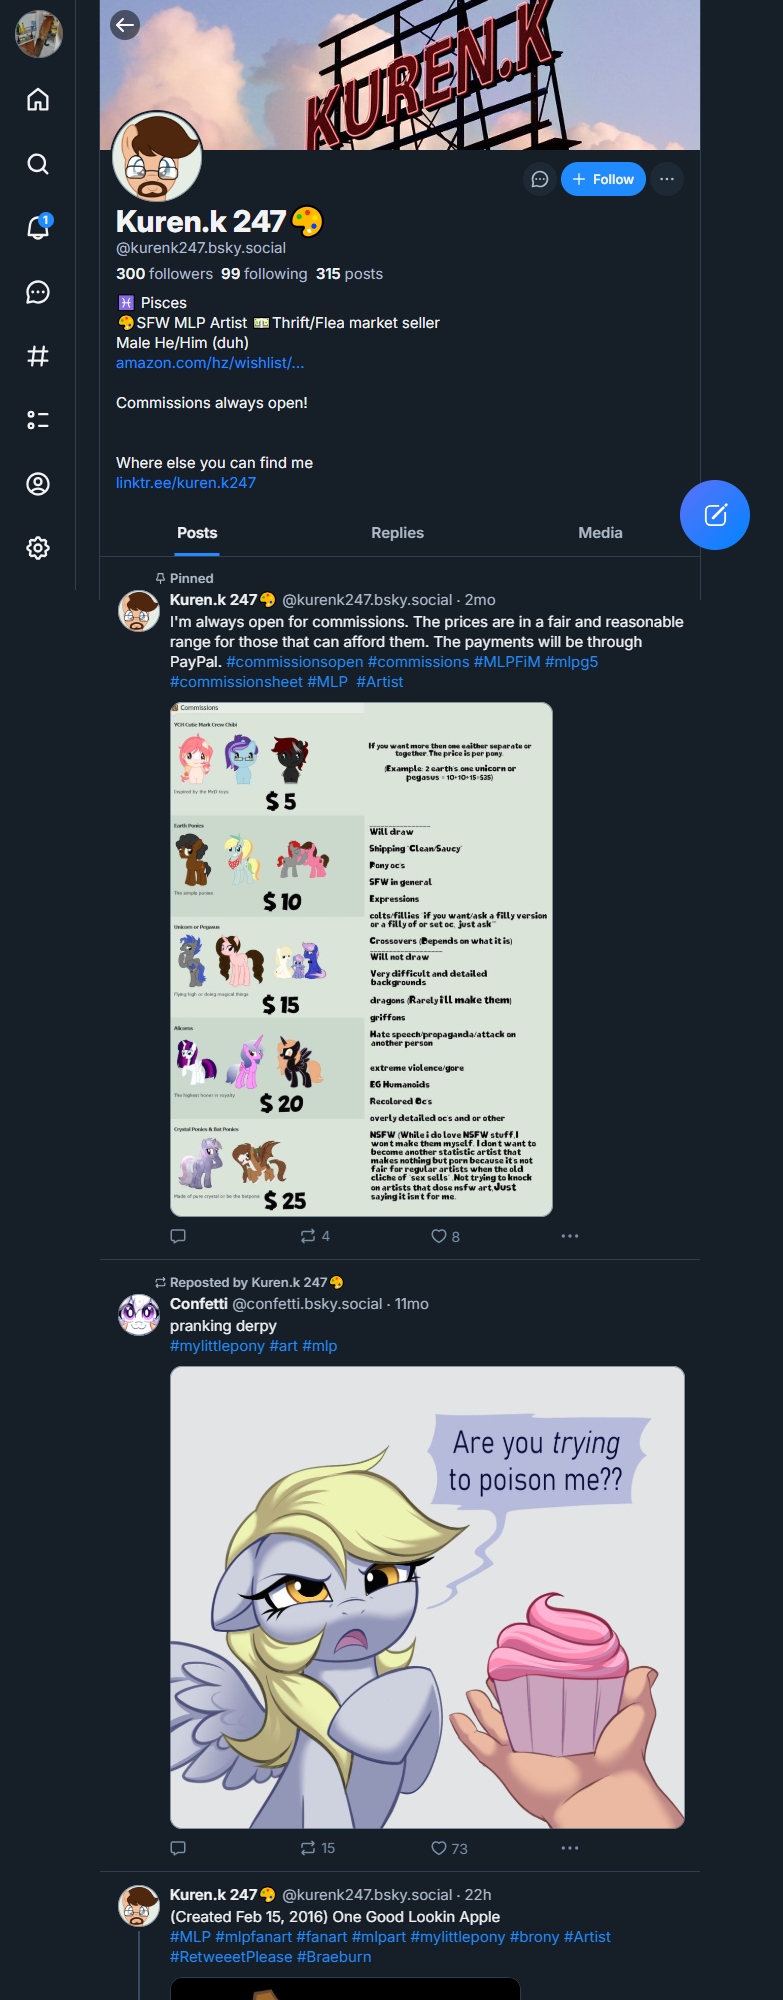 KUREN.K
Follow
Kuren.k 247🎨
@kurenk247.bsky.social
300 followers 99 following 315 posts
♓ Pisces
🎨SFW MLP Artist 💵Thrift/Flea market seller
Male He/Him (duh)
amazon.com/hz/wishlist/...
Commissions always open!
Where else you can find me
linktr.ee/kuren.k247
1
Posts Replies Media
Pinned
Kuren.k 247🎨 @kurenk247.bsky.social · 2mo
I'm always open for commissions. The prices are in a fair and reasonable
range for those that can afford them. The payments will be through
PayPal. #commissionsopen #commissions #MLPFiM #mlpg5
#commissionsheet #MLP #Artist
Commissions
YCH Cutie Mark Crew Chibi
Inspired by the McD toys
$ 5
Earth Ponies
The simple ponies
$ 10
Unicorn or Pegasus
Flying high or doing magical things
$ 15
Alicorns
The highest honor in royalty
$ 20
Crystal Ponies & Bat Ponies
Made of pure crystal or be the batpone
$ 25
If you want more then one eaither separate or
together.The price is per pony.
(Example: 2 earth's,one unicorn or
pegasus = 10+10+15=$35)
Will draw
Shipping "Clean/Saucy"
Pony oc's
SFW in general
Expressions
colts/fillies "if you want/ask a filly version
or a filly of or set oc, just ask"
Crossovers (Depends on what it is)
Will not draw
Very difficult and detailed
backgrounds
dragons (Rarely i'll make them)
griffons
Hate speech/propaganda/attack on
another person
extreme violence/gore
EG Humanoids
Recolored Oc's
overly detailed oc's and or other
NSFW (While i do love NSFW stuff,I
won't make them myself. I don't want to
become another statistic artist that
makes nothing but porn because it's not
fair for regular artists when the old
cliche of "sex sells".Not trying to knock
on artists that dose nsfw art.Just
saying it isn't for me.
4 8
Reposted by Kuren.k 247🎨
Confetti @confetti.bsky.social · 11mo
pranking derpy
#mylittlepony #art #mlp
Are you trying
to poison me??
15 73
Kuren.k 247🎨 @kurenk247.bsky.social · 22h
(Created Feb 15, 2016) One Good Lookin Apple
#MLP #mlpfanart #fanart #mlpart #mylittlepony #brony #Artist
#RetweeetPlease #Braeburn